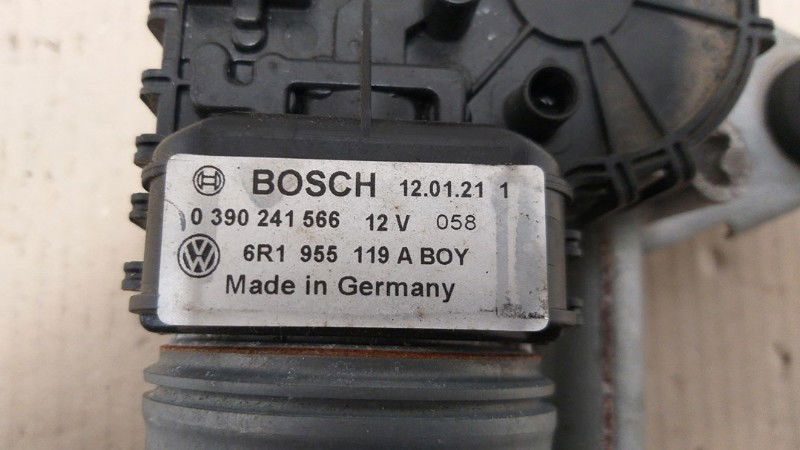 BOSCH 12.01.21 1
0 390 241 566 12 V 058
6R1 955 119 A BOY
Made in Germany